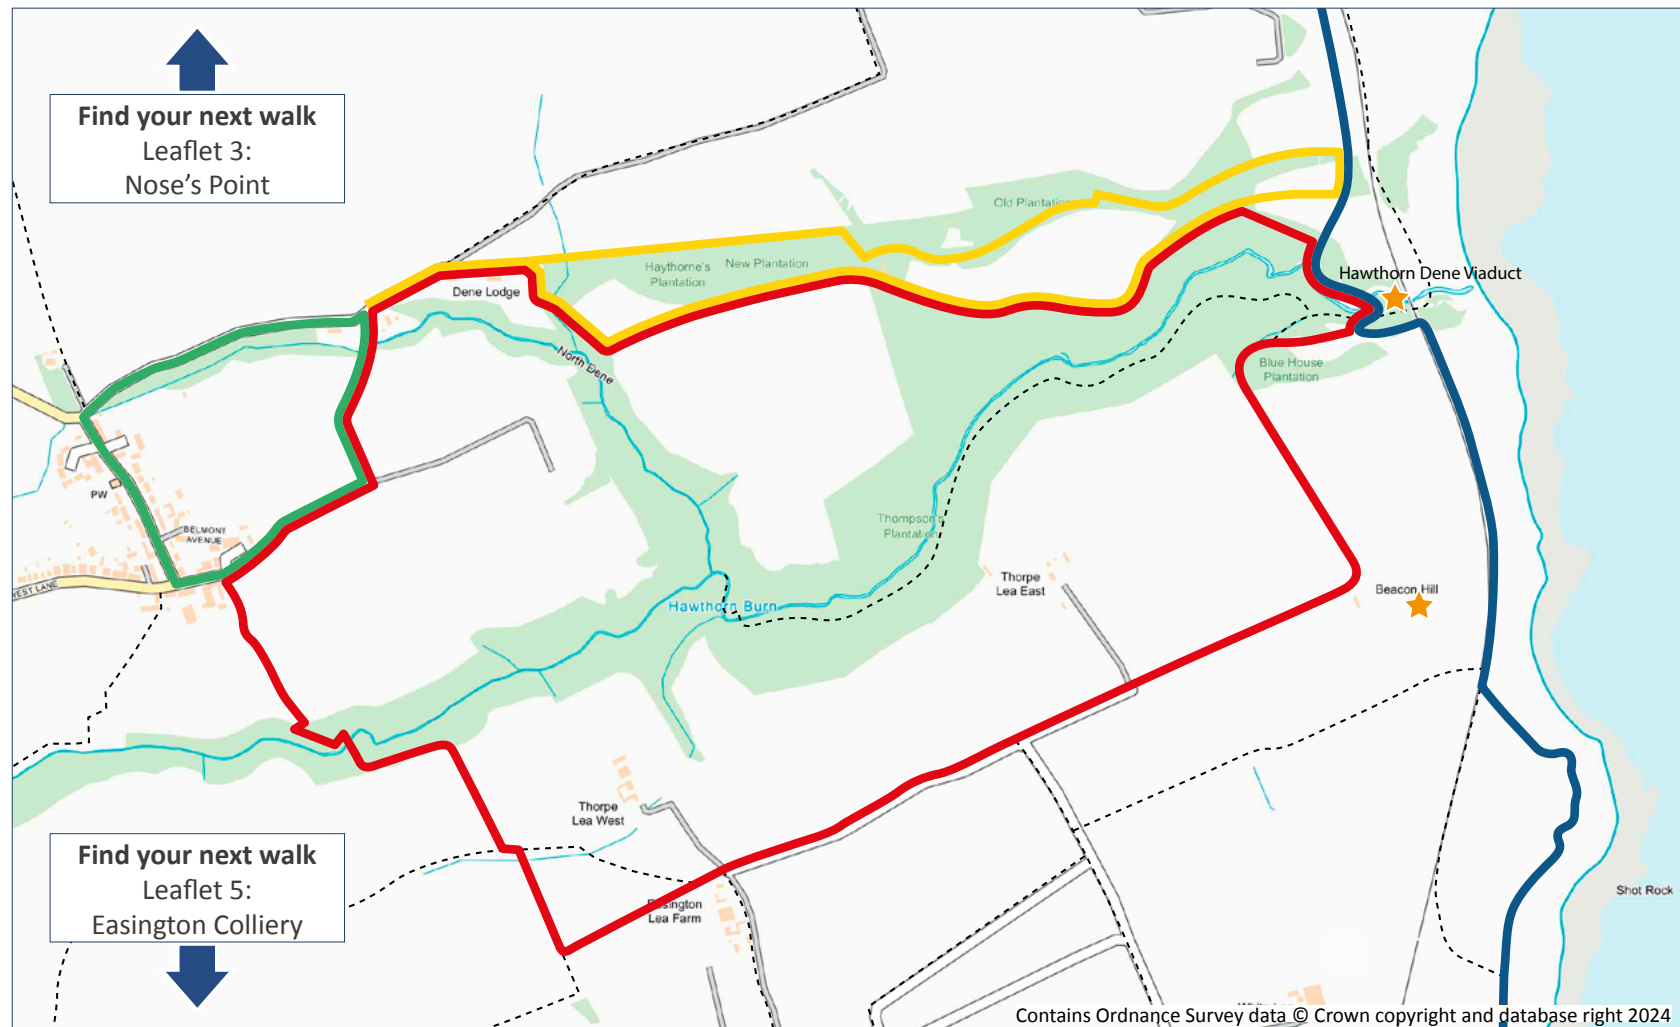 Find your next walk
Leaflet 3:
Nose's Point
Old Plantation
Haythorne's
Plantation
New Plantation
Dene Lodge
Hawthorn Dene Viaduct
North Dene
Blue House
Plantation
PW
BELMONT
AVENUE
Thompson's
Plantation
WEST LANE
Hawthorn Burn
Thorpe
Lea East
Beacon Hill
Thorpe
Lea West
Find your next walk
Leaflet 5:
Easington Colliery
Easington
Lea Farm
Shot Rock
Contains Ordnance Survey data © Crown copyright and database right 2024